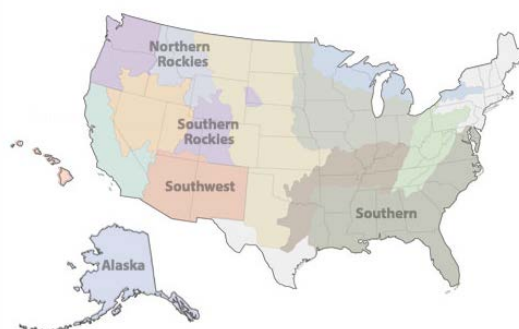 Northern
Rockies
Southern
Rockies
Southwest
Southern
Alaska